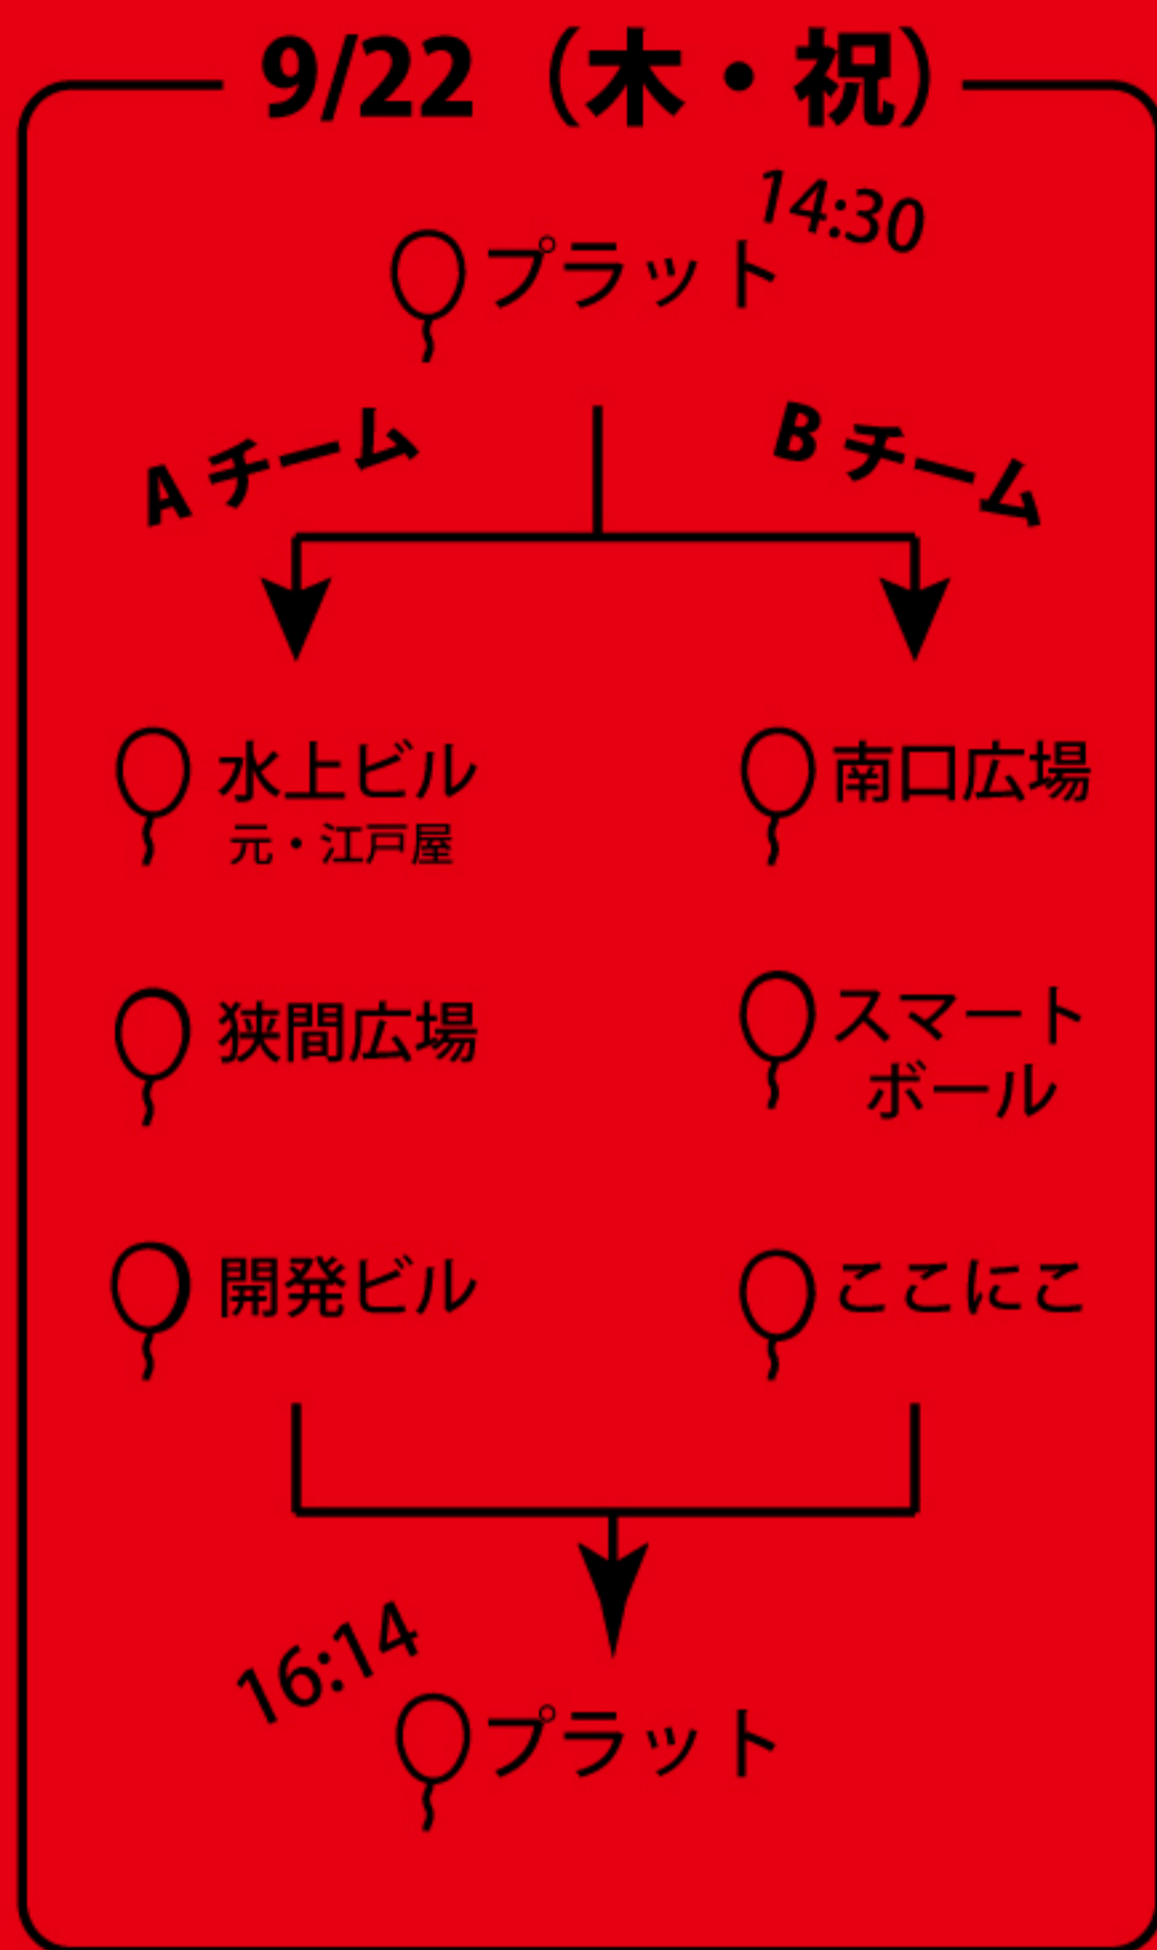 9/22（木・祝）
14:30
プラット
Aチーム
Bチーム
水上ビル
元・江戸屋
南口広場
狭間広場
スマート
ボール
開発ビル
ここにこ
16:14
プラット